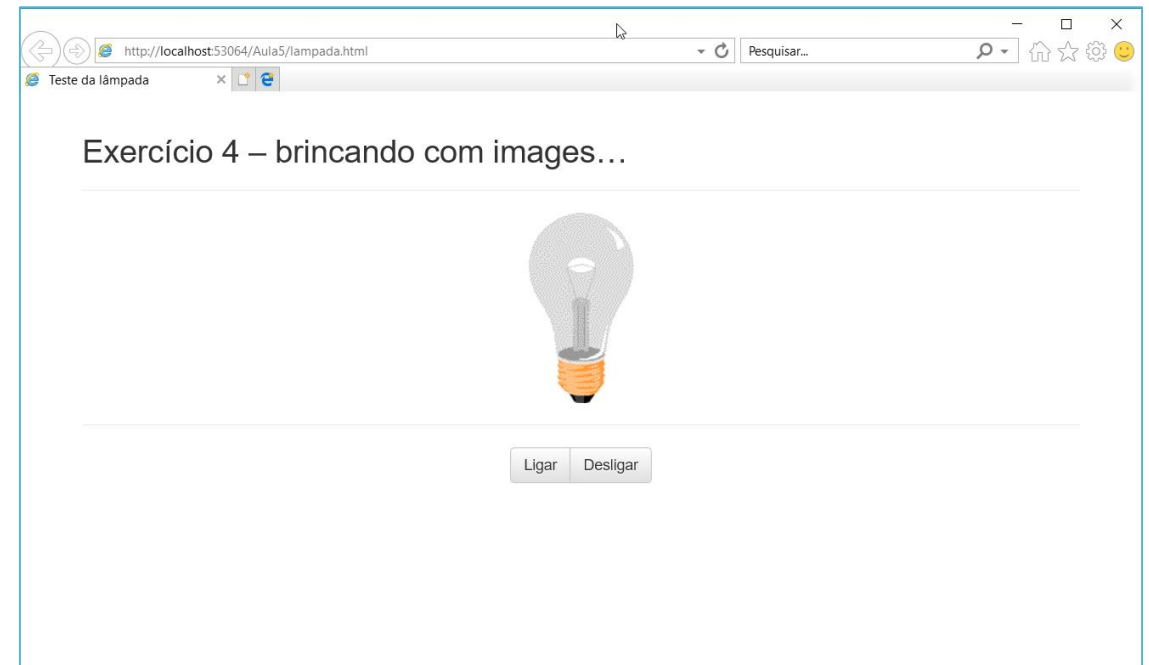 http://localhost:53064/Aula5/lampada.html
Pesquisar...
Teste da lâmpada
Exercício 4 – brincando com images…
Ligar
Desligar